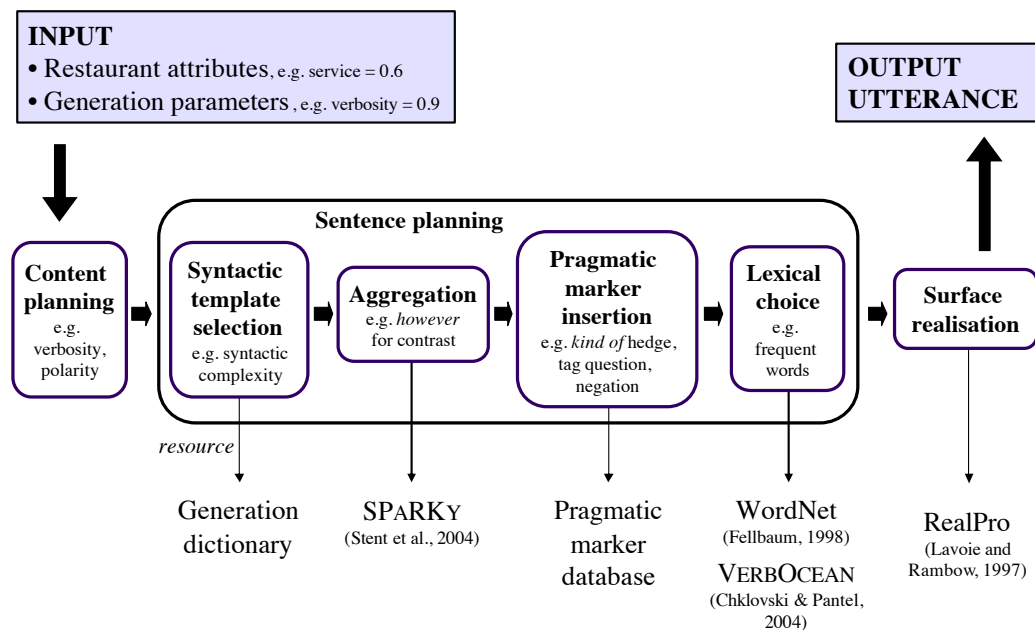 INPUT
• Restaurant attributes, e.g. service = 0.6
• Generation parameters , e.g. verbosity = 0.9
OUTPUT
UTTERANCE
Sentence planning
Content
planning
e.g.
verbosity,
polarity
Syntactic
template
selection
e.g. syntactic
complexity
Aggregation
e.g. however
for contrast
Pragmatic
marker
insertion
e.g. kind of hedge,
tag question,
negation
Lexical
choice
e.g.
frequent
words
Surface
realisation
resource
Generation
dictionary
SPARKY
(Stent et al., 2004)
Pragmatic
marker
database
WordNet
(Fellbaum, 1998)
VERBOCEAN
(Chklovski & Pantel,
2004)
RealPro
(Lavoie and
Rambow, 1997)